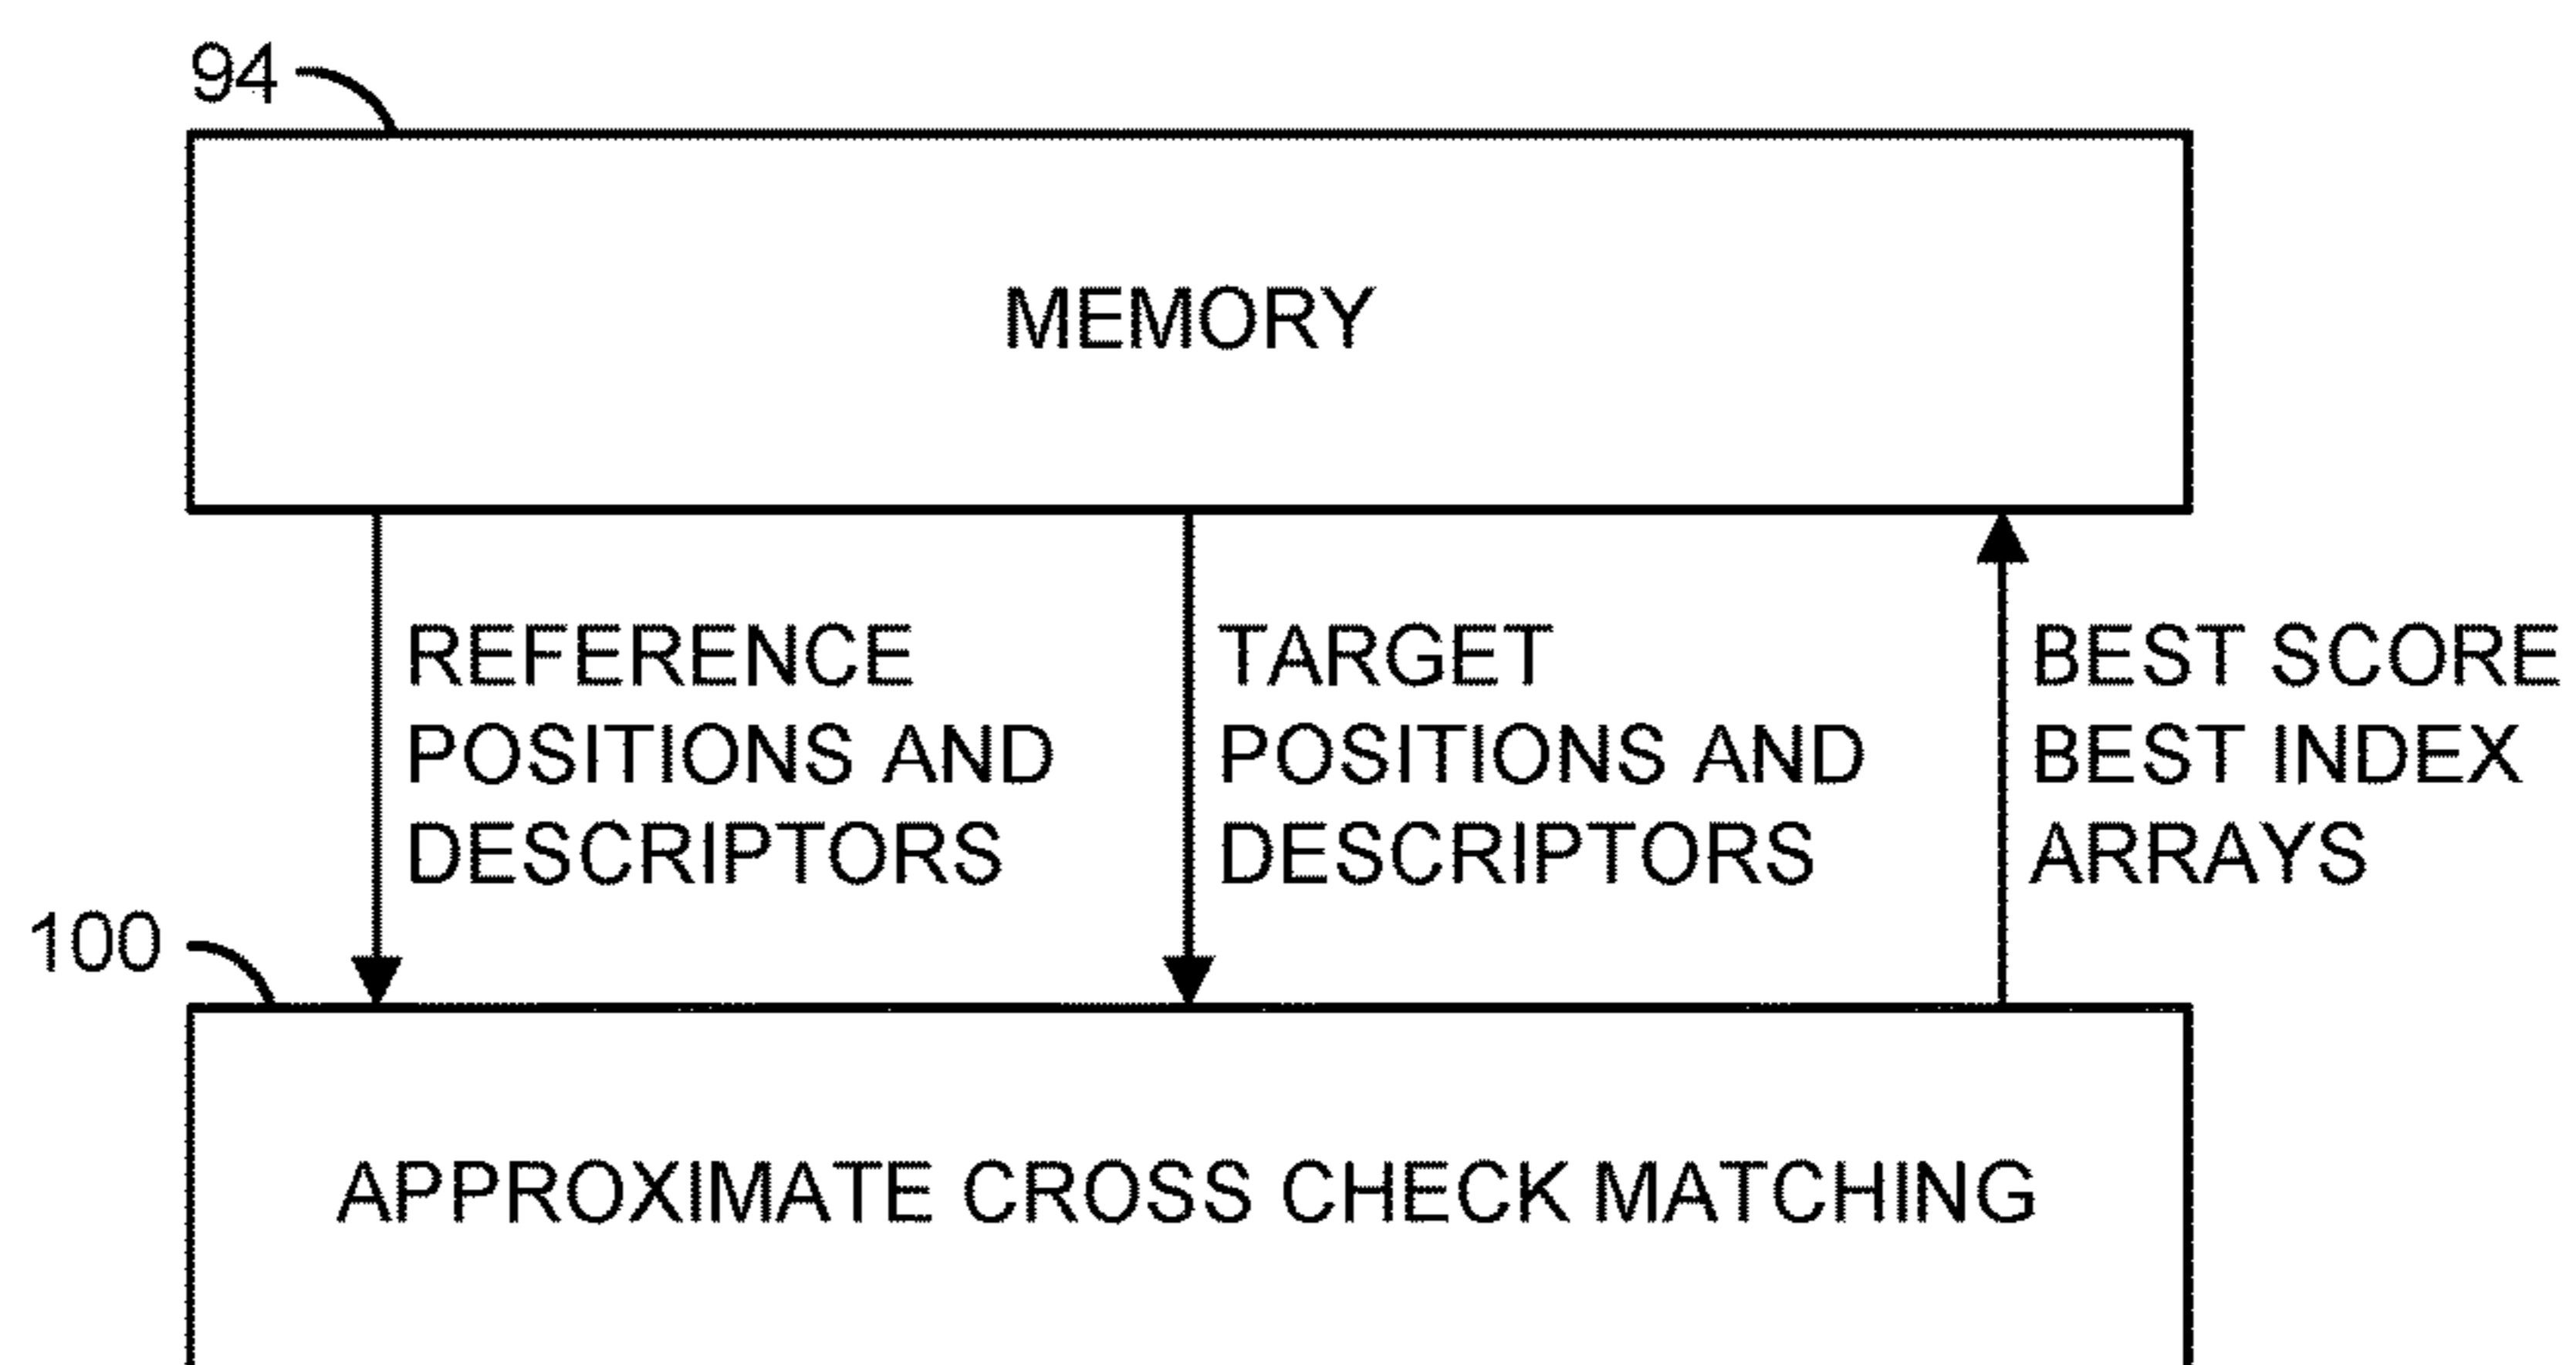 94
MEMORY
REFERENCE
POSITIONS AND
DESCRIPTORS
TARGET
POSITIONS AND
DESCRIPTORS
BEST SCORE
BEST INDEX
ARRAYS
100
APPROXIMATE CROSS CHECK MATCHING